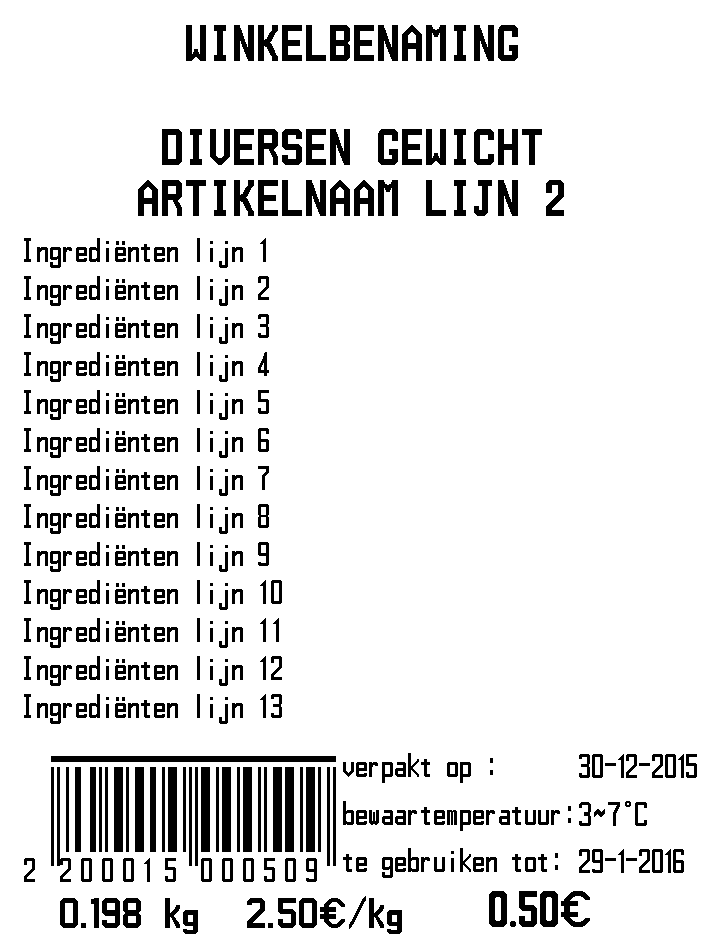 WINKELBENAMING
DIVERSEN GEWICHT
ARTIKELNAAM LIJN 2
Ingrediënten lijn 1
Ingrediënten lijn 2
Ingrediënten lijn 3
Ingrediënten lijn 4
Ingrediënten lijn 5
Ingrediënten lijn 6
Ingrediënten lijn 7
Ingrediënten lijn 8
Ingrediënten lijn 9
Ingrediënten lijn 10
Ingrediënten lijn 11
Ingrediënten lijn 12
Ingrediënten lijn 13
verpakt op : 30-12-2015
bewaartemperatuur:3~7°C
te gebruiken tot: 29-1-2016
2 200015 000509
0.198 kg 2.50€/kg 0.50€